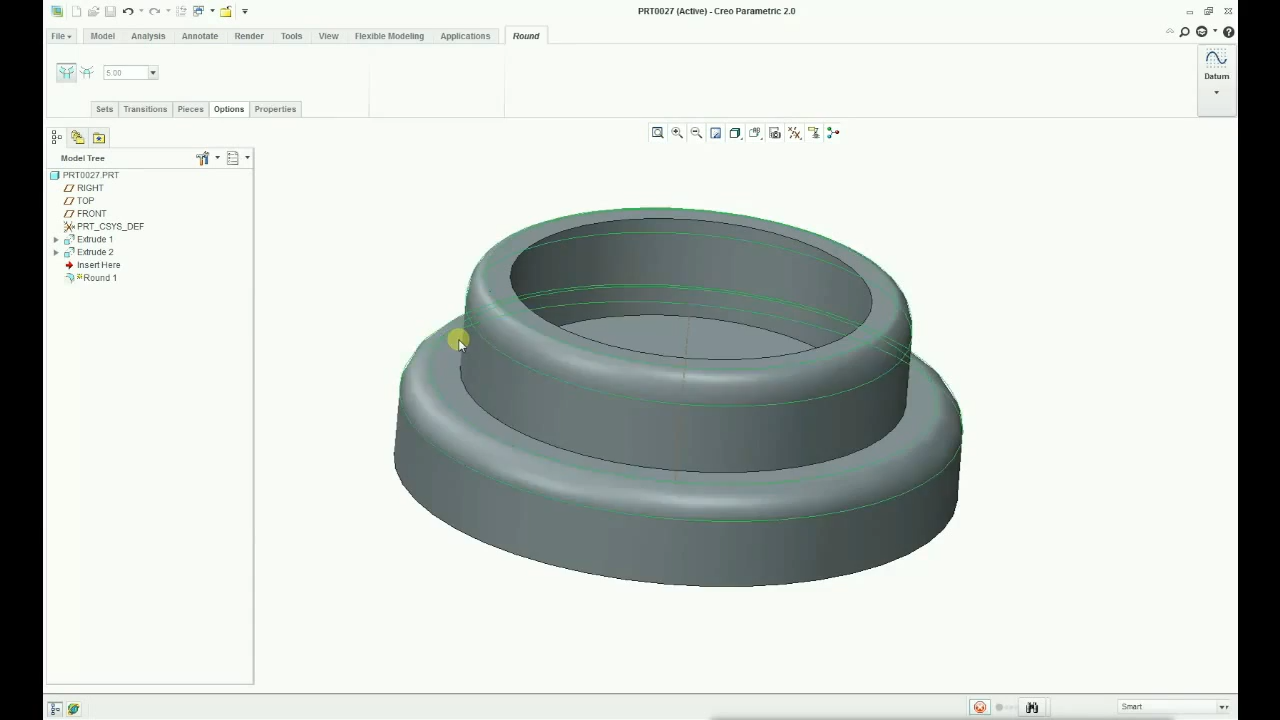 PRT0027 (Active) - Creo Parametric 2.0
File Model Analysis Annotate Render Tools View Flexible Modeling Applications Round
5.00
Datum
Sets Transitions Pieces Options Properties
Model Tree
PRT0027.PRT
RIGHT
TOP
FRONT
PRT_CSYS_DEF
Extrude 1
Extrude 2
Insert Here
Round 1
Smart